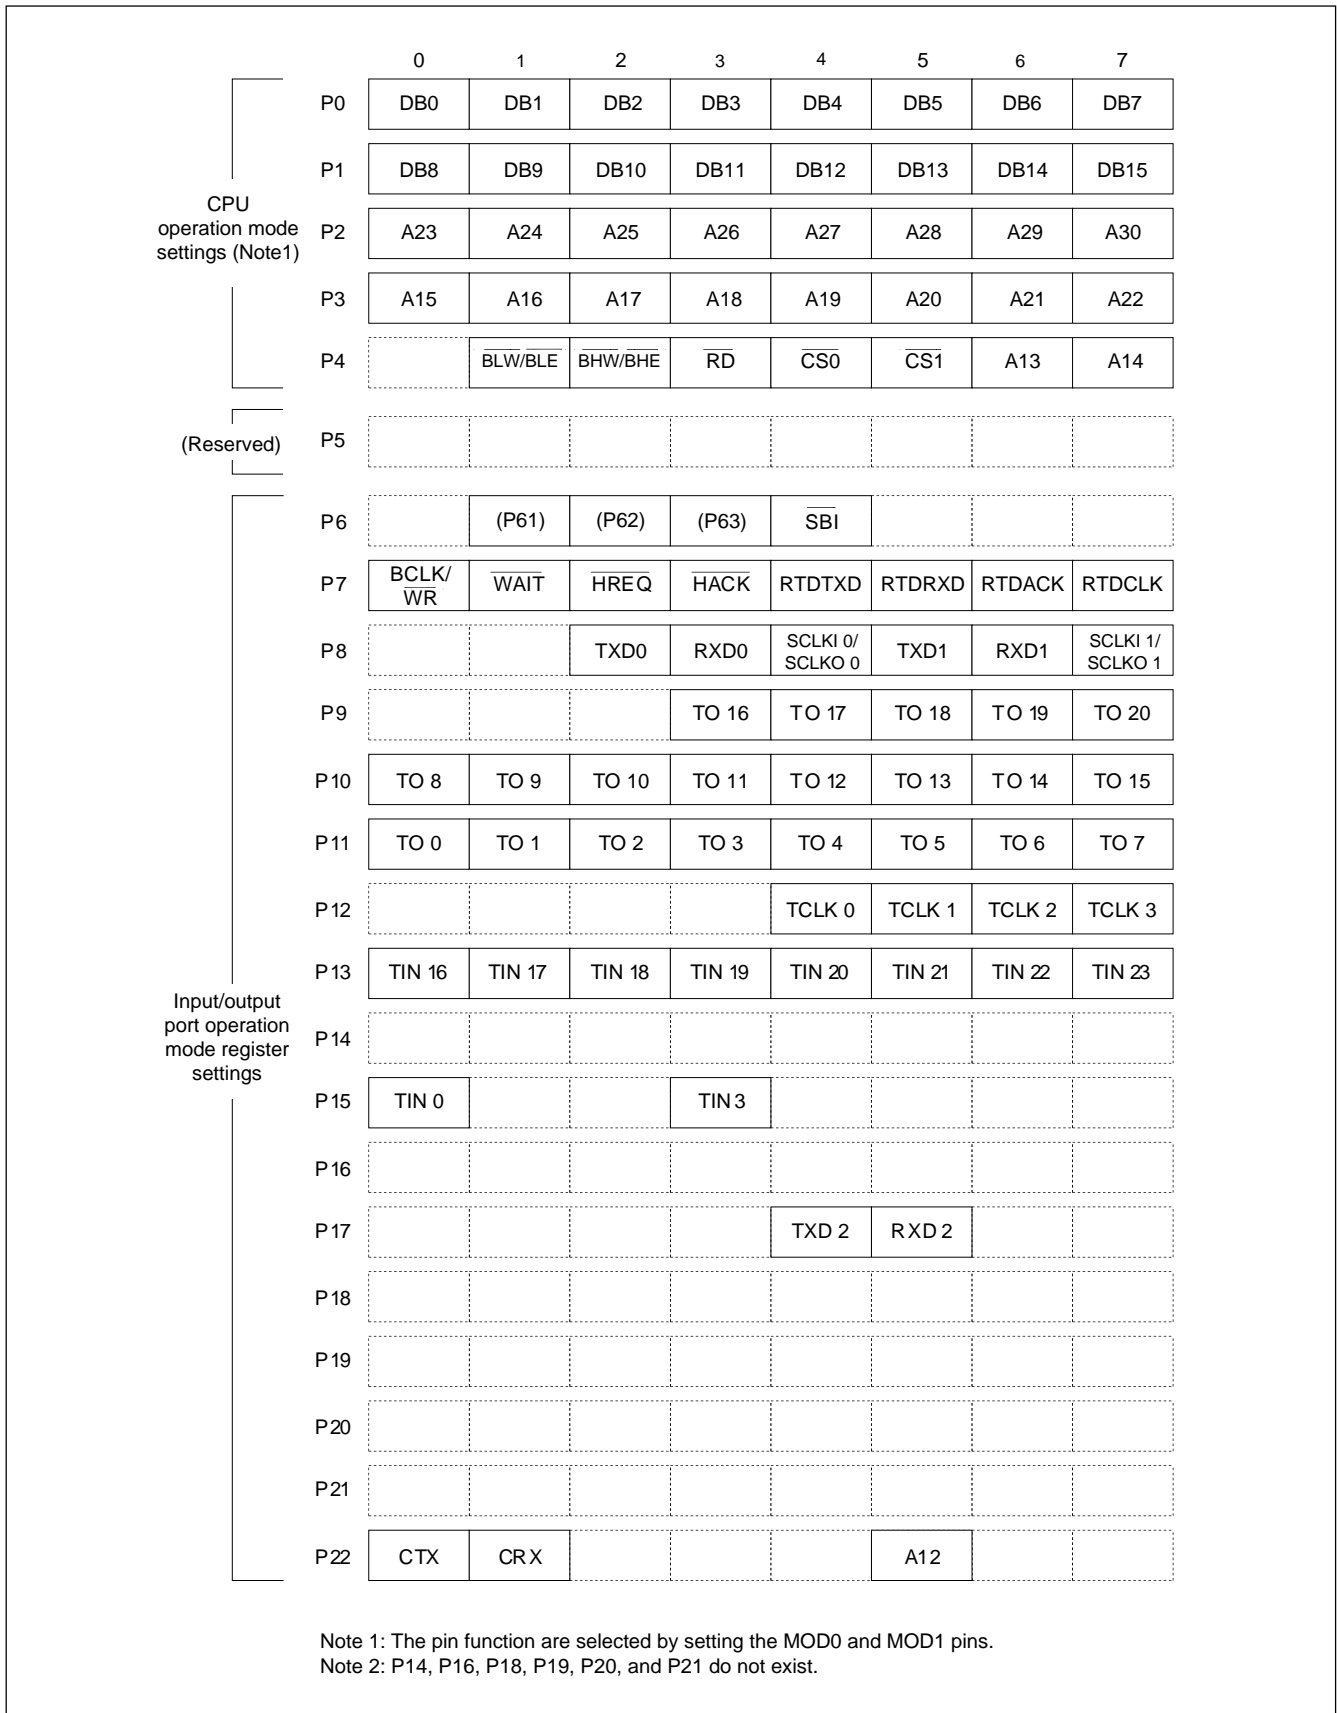 0 1 2 3 4 5 6 7
P0 DB0 DB1 DB2 DB3 DB4 DB5 DB6 DB7
P1 DB8 DB9 DB10 DB11 DB12 DB13 DB14 DB15
CPU
operation mode
settings (Note1)
P2 A23 A24 A25 A26 A27 A28 A29 A30
P3 A15 A16 A17 A18 A19 A20 A21 A22
P4 BLW/BLE BHW/BHE RD CS0 CS1 A13 A14
(Reserved) P5
P6 (P61) (P62) (P63) SBI
P7 BCLK/
WR WAIT HREQ HACK RTDTXD RTDRXD RTDACK RTDCLK
P8 TXD0 RXD0 SCLKI 0/
SCLKO 0 TXD1 RXD1 SCLKI 1/
SCLKO 1
P9 TO 16 TO 17 TO 18 TO 19 TO 20
P10 TO 8 TO 9 TO 10 TO 11 TO 12 TO 13 TO 14 TO 15
P11 TO 0 TO 1 TO 2 TO 3 TO 4 TO 5 TO 6 TO 7
P12 TCLK 0 TCLK 1 TCLK 2 TCLK 3
P13 TIN 16 TIN 17 TIN 18 TIN 19 TIN 20 TIN 21 TIN 22 TIN 23
Input/output
port operation
mode register
settings
P14
P15 TIN 0 TIN 3
P16
P17 TXD 2 RXD 2
P18
P19
P20
P21
P22 CTX CRX A12
Note 1: The pin function are selected by setting the MOD0 and MOD1 pins.
Note 2: P14, P16, P18, P19, P20, and P21 do not exist.